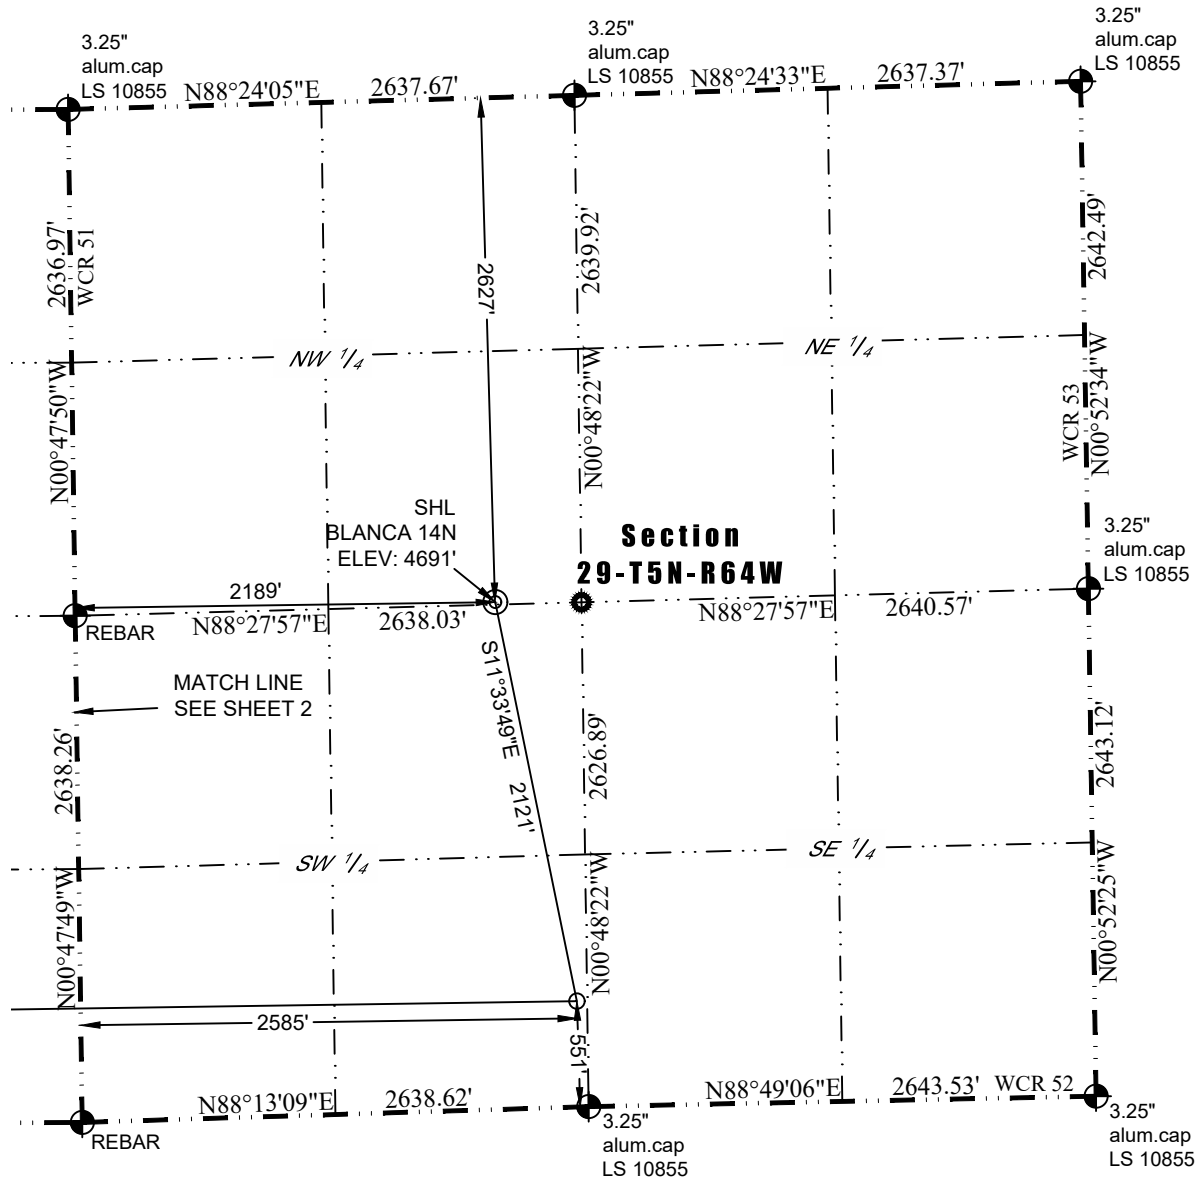 3.25"
alum.cap
LS 10855
3.25"
alum.cap
LS 10855
3.25"
alum.cap
LS 10855
N88°24'05"E
2637.67'
N88°24'33"E
2637.37'
2636.97'
WCR 51
2627'
2639.92'
2642.49'
NW 1/4
NE 1/4
N00°47'50"W
N00°48'22"W
WCR 53
N00°52'34"W
SHL
BLANCA 14N
ELEV: 4691'
Section
29-T5N-R64W
3.25"
alum.cap
LS 10855
2189'
REBAR
N88°27'57"E
2638.03'
N88°27'57"E
2640.57'
MATCH LINE
SEE SHEET 2
S11°33'49"E 2121'
2638.26'
2626.89'
2643.12'
SW 1/4
SE 1/4
N00°47'49"W
N00°48'22"W
N00°52'25"W
2585'
551'
N88°13'09"E
2638.62'
N88°49'06"E
2643.53'
WCR 52
REBAR
3.25"
alum.cap
LS 10855
3.25"
alum.cap
LS 10855